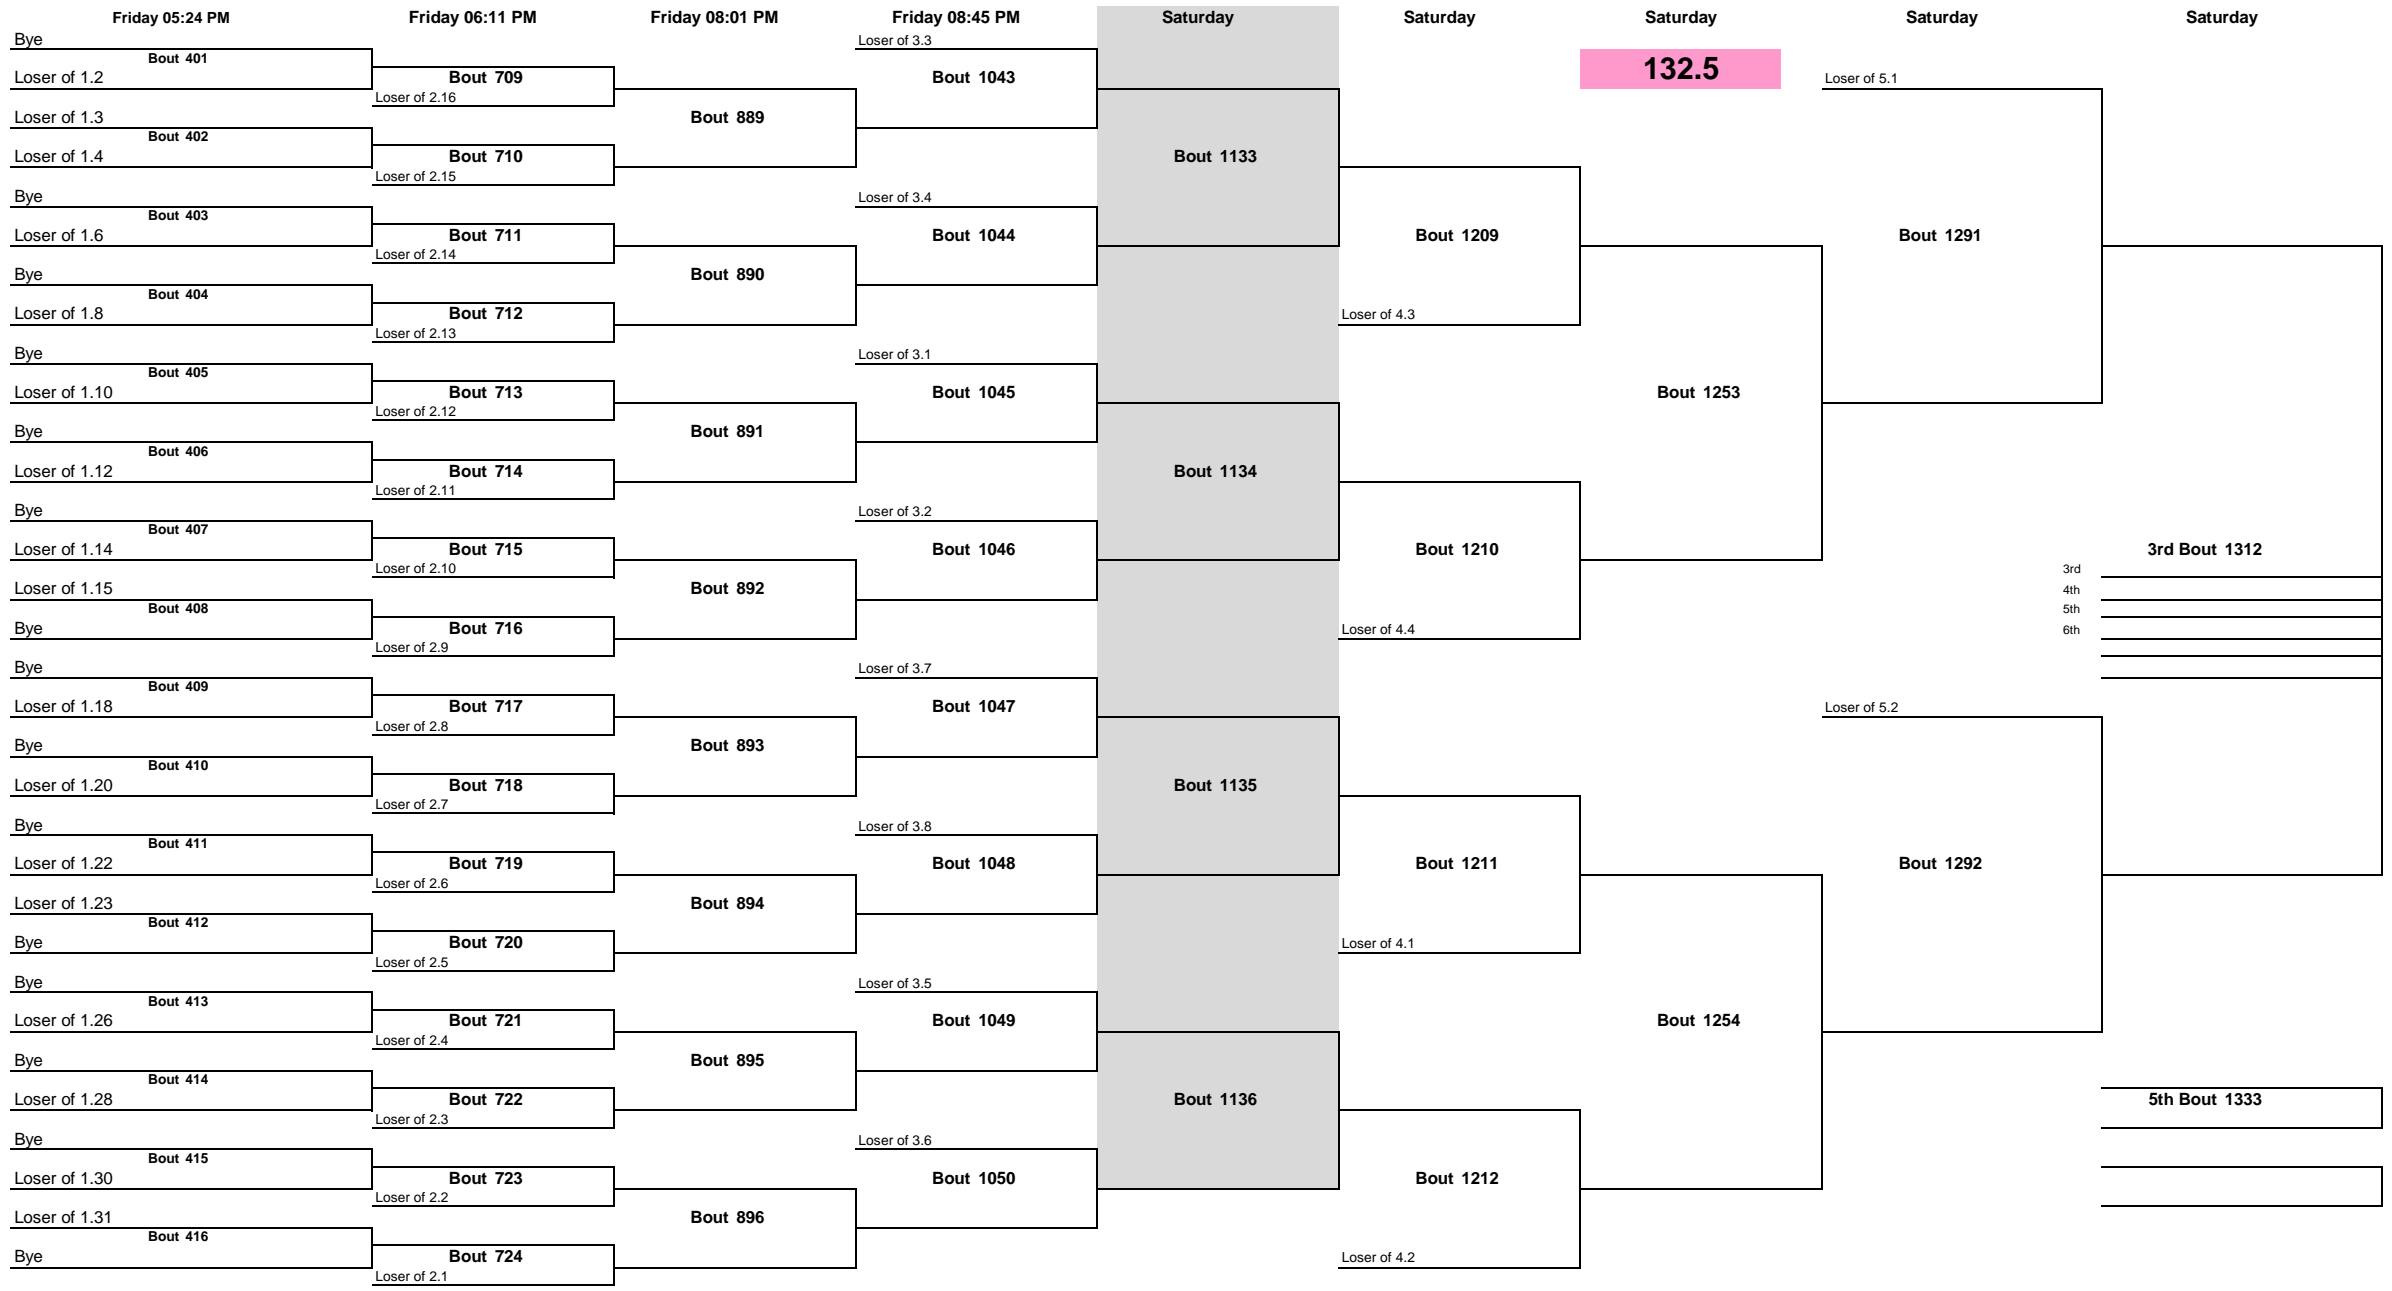 Friday 05:24 PM
Friday 06:11 PM
Friday 08:01 PM
Friday 08:45 PM
Saturday
Saturday
Saturday
Saturday
Saturday
Bye
Bout 401
Loser of 1.2
Loser of 1.3
Bout 402
Loser of 1.4
Bye
Bout 403
Loser of 1.6
Bye
Bout 404
Loser of 1.8
Bye
Bout 405
Loser of 1.10
Bye
Bout 406
Loser of 1.12
Bye
Bout 407
Loser of 1.14
Loser of 1.15
Bout 408
Bye
Bye
Bout 409
Loser of 1.18
Bye
Bout 410
Loser of 1.20
Bye
Bout 411
Loser of 1.22
Loser of 1.23
Bout 412
Bye
Bye
Bout 413
Loser of 1.26
Bye
Bout 414
Loser of 1.28
Bye
Bout 415
Loser of 1.30
Loser of 1.31
Bout 416
Bye
Bout 709
Loser of 2.16
Bout 710
Loser of 2.15
Bout 711
Loser of 2.14
Bout 712
Loser of 2.13
Bout 713
Loser of 2.12
Bout 714
Loser of 2.11
Bout 715
Loser of 2.10
Bout 716
Loser of 2.9
Bout 717
Loser of 2.8
Bout 718
Loser of 2.7
Bout 719
Loser of 2.6
Bout 720
Loser of 2.5
Bout 721
Loser of 2.4
Bout 722
Loser of 2.3
Bout 723
Loser of 2.2
Bout 724
Loser of 2.1
Bout 889
Bout 890
Bout 891
Bout 892
Bout 893
Bout 894
Bout 895
Bout 896
Loser of 3.3
Bout 1043
Loser of 3.4
Bout 1044
Loser of 3.1
Bout 1045
Loser of 3.2
Bout 1046
Loser of 3.7
Bout 1047
Loser of 3.8
Bout 1048
Loser of 3.5
Bout 1049
Loser of 3.6
Bout 1050
Bout 1133
Bout 1134
Bout 1135
Bout 1136
Bout 1209
Loser of 4.3
Bout 1210
Loser of 4.4
Bout 1211
Loser of 4.1
Bout 1212
Loser of 4.2
132.5
Bout 1253
Bout 1254
Loser of 5.1
Bout 1291
Loser of 5.2
Bout 1292
3rd Bout 1312
3rd
4th
5th
6th
5th Bout 1333